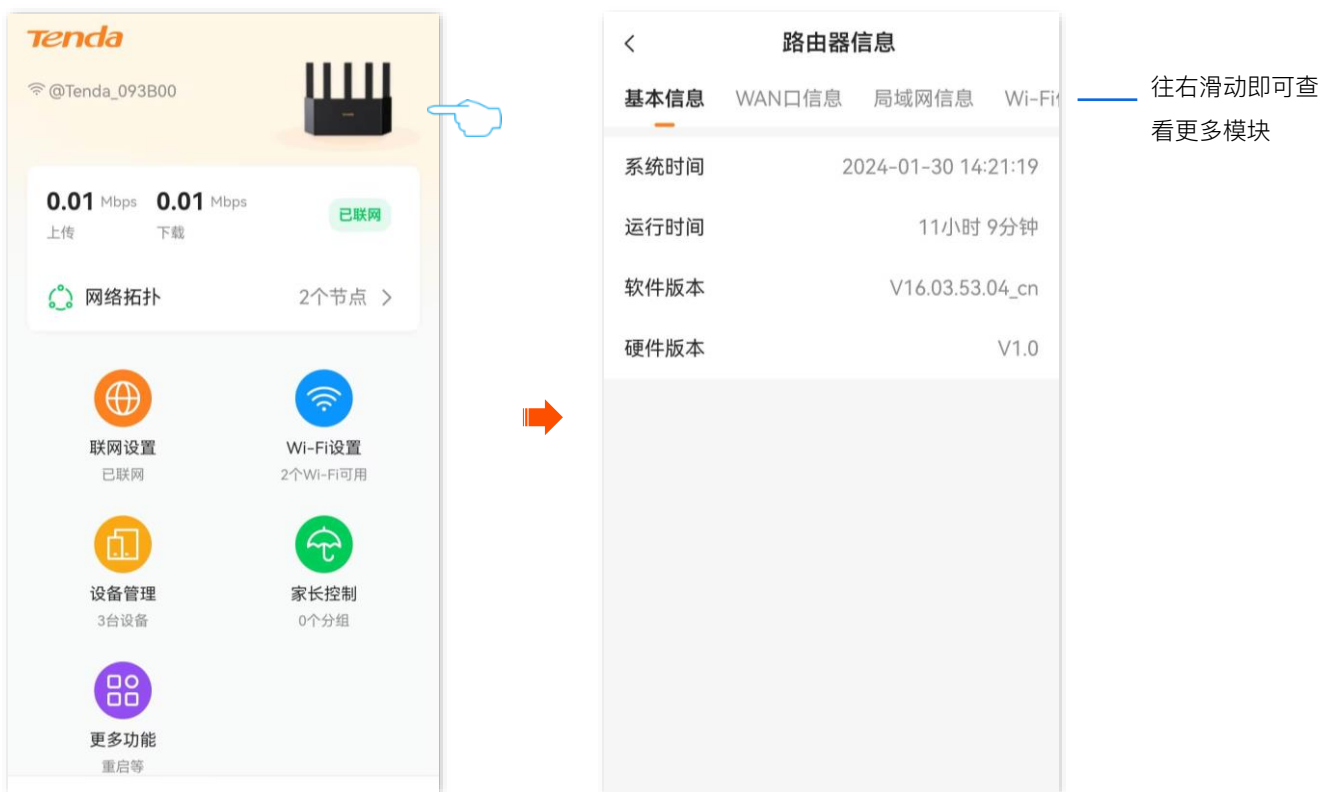 Tenda
@Tenda_093B00
0.01 Mbps 0.01 Mbps
上传 下载
已联网
网络拓扑 2个节点 >
联网设置 Wi-Fi设置
已联网 2个Wi-Fi可用
设备管理 家长控制
3台设备 0个分组
更多功能
重启等
路由器信息
基本信息 WAN口信息 局域网信息 Wi-Fi
系统时间 2024-01-30 14:21:19
运行时间 11小时 9分钟
软件版本 V16.03.53.04_cn
硬件版本 V1.0
往右滑动即可查
看更多模块